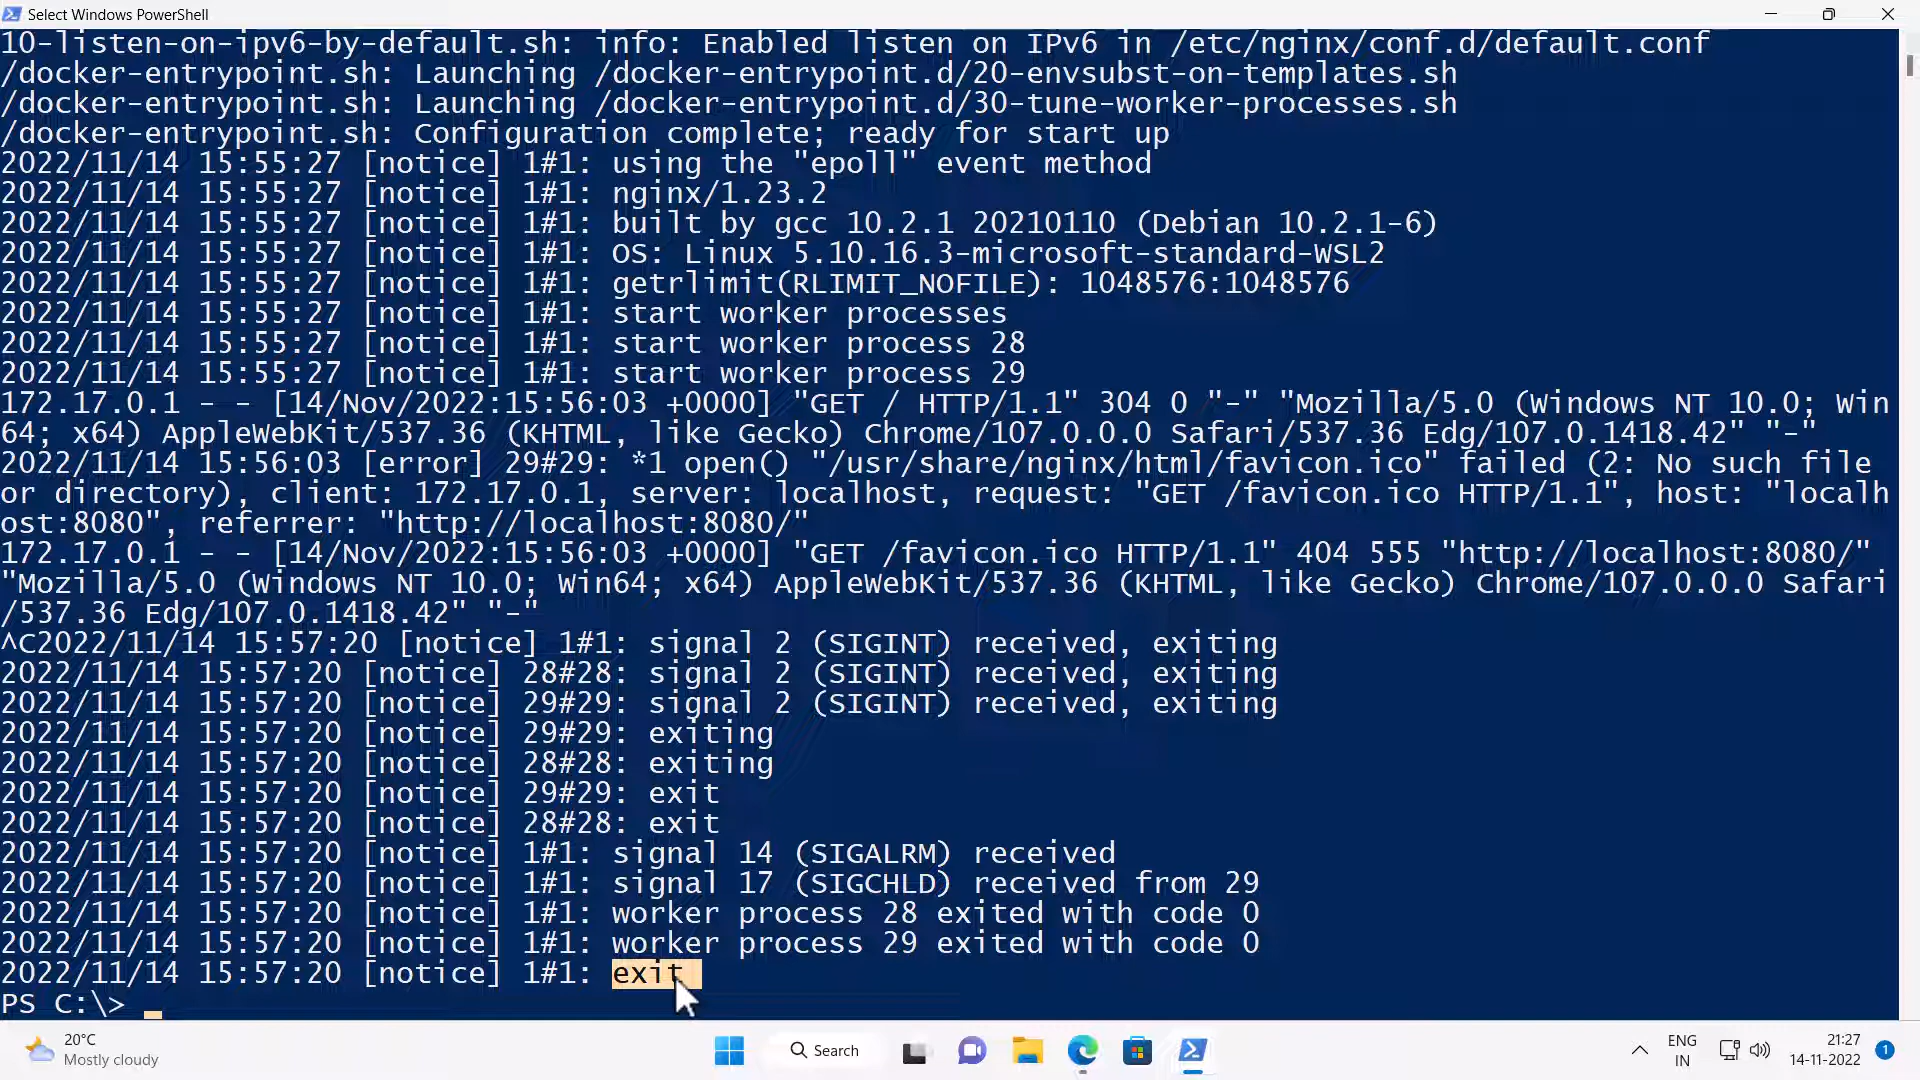 Select Windows PowerShell
10-listen-on-ipv6-by-default.sh: info: Enabled listen on IPv6 in /etc/nginx/conf.d/default.conf
/docker-entrypoint.sh: Launching /docker-entrypoint.d/20-envsubst-on-templates.sh
/docker-entrypoint.sh: Launching /docker-entrypoint.d/30-tune-worker-processes.sh
/docker-entrypoint.sh: Configuration complete; ready for start up
2022/11/14 15:55:27 [notice] 1#1: using the "epoll" event method
2022/11/14 15:55:27 [notice] 1#1: nginx/1.23.2
2022/11/14 15:55:27 [notice] 1#1: built by gcc 10.2.1 20210110 (Debian 10.2.1-6)
2022/11/14 15:55:27 [notice] 1#1: OS: Linux 5.10.16.3-microsoft-standard-WSL2
2022/11/14 15:55:27 [notice] 1#1: getrlimit(RLIMIT_NOFILE): 1048576:1048576
2022/11/14 15:55:27 [notice] 1#1: start worker processes
2022/11/14 15:55:27 [notice] 1#1: start worker process 28
2022/11/14 15:55:27 [notice] 1#1: start worker process 29
172.17.0.1 - - [14/Nov/2022:15:56:03 +0000] "GET / HTTP/1.1" 304 0 "-" "Mozilla/5.0 (Windows NT 10.0; Win
64; x64) AppleWebKit/537.36 (KHTML, like Gecko) Chrome/107.0.0.0 Safari/537.36 Edg/107.0.1418.42" "-"
2022/11/14 15:56:03 [error] 29#29: *1 open() "/usr/share/nginx/html/favicon.ico" failed (2: No such file
or directory), client: 172.17.0.1, server: localhost, request: "GET /favicon.ico HTTP/1.1", host: "localh
ost:8080", referrer: "http://localhost:8080/"
172.17.0.1 - - [14/Nov/2022:15:56:03 +0000] "GET /favicon.ico HTTP/1.1" 404 555 "http://localhost:8080/"
"Mozilla/5.0 (Windows NT 10.0; Win64; x64) AppleWebKit/537.36 (KHTML, like Gecko) Chrome/107.0.0.0 Safari
/537.36 Edg/107.0.1418.42" "-"
^C2022/11/14 15:57:20 [notice] 1#1: signal 2 (SIGINT) received, exiting
2022/11/14 15:57:20 [notice] 28#28: signal 2 (SIGINT) received, exiting
2022/11/14 15:57:20 [notice] 29#29: signal 2 (SIGINT) received, exiting
2022/11/14 15:57:20 [notice] 29#29: exiting
2022/11/14 15:57:20 [notice] 28#28: exiting
2022/11/14 15:57:20 [notice] 29#29: exit
2022/11/14 15:57:20 [notice] 28#28: exit
2022/11/14 15:57:20 [notice] 1#1: signal 14 (SIGALRM) received
2022/11/14 15:57:20 [notice] 1#1: signal 17 (SIGCHLD) received from 29
2022/11/14 15:57:20 [notice] 1#1: worker process 28 exited with code 0
2022/11/14 15:57:20 [notice] 1#1: worker process 29 exited with code 0
2022/11/14 15:57:20 [notice] 1#1: exit
PS C:\>
20°C
Mostly cloudy
Search
ENG
IN
21:27
14-11-2022
1